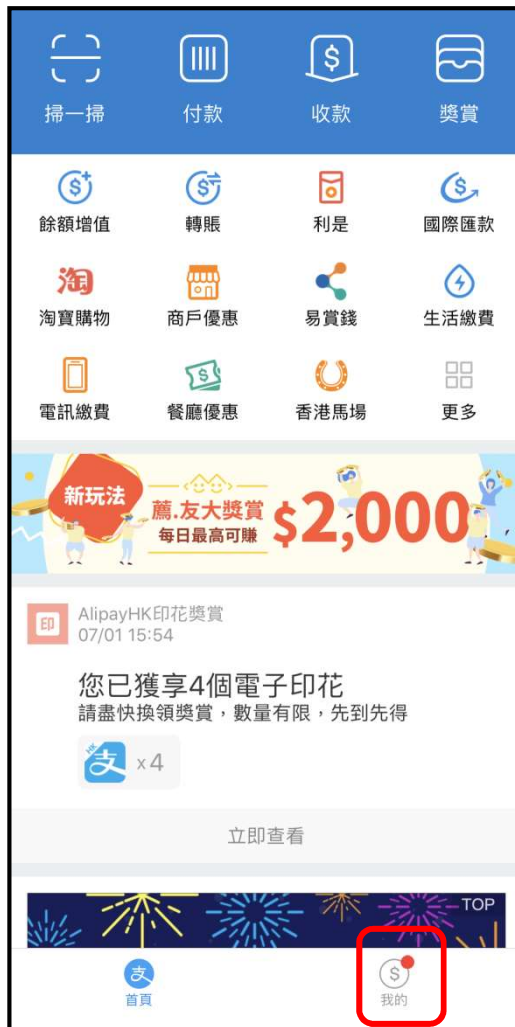 掃一掃 付款 收款 獎賞
餘額增值 轉賬 利是 國際匯款
淘
淘寶購物 商戶優惠 易賞錢 生活繳費
電訊繳費 餐廳優惠 香港馬場 更多
新玩法
薦.友大獎賞
每日最高可賺
$2,000
印
AlipayHK印花獎賞
07/01 15:54
您已獲享4個電子印花
請盡快換領獎賞，數量有限，先到先得
HK
支 x4
立即查看
TOP
支
首頁 我的